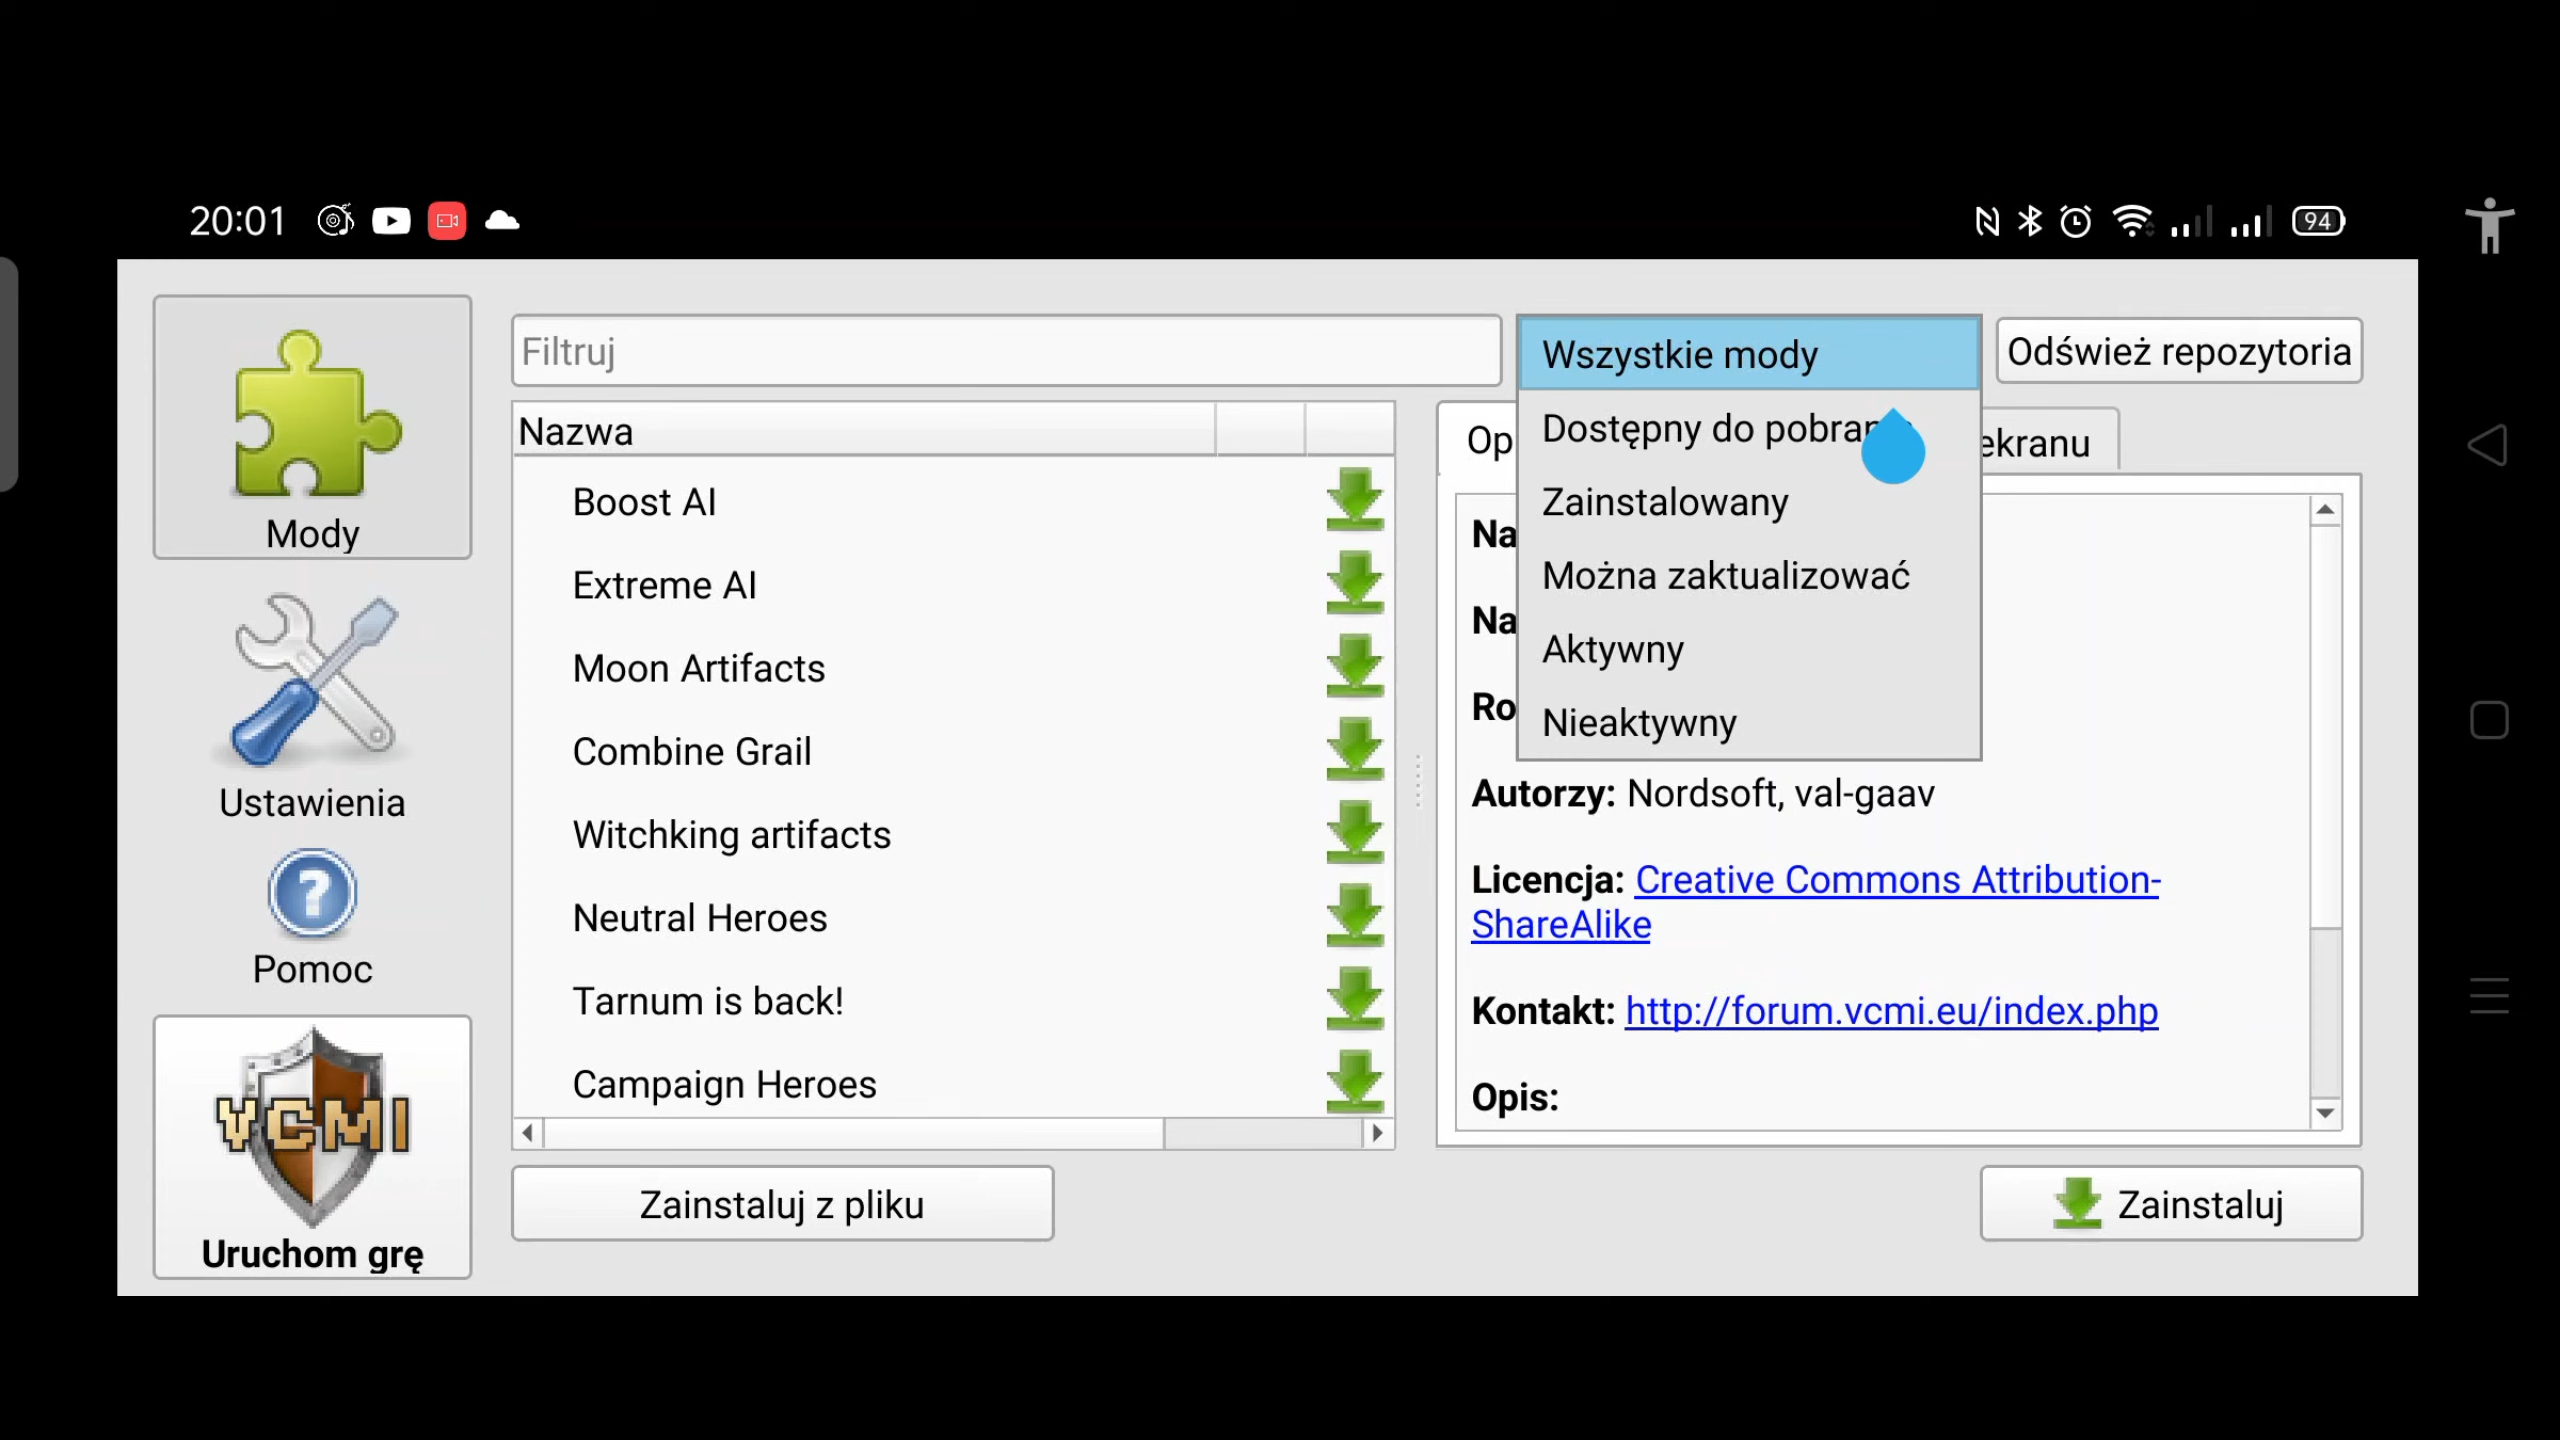 20:01
94
Filtruj
Wszystkie mody
Odśwież repozytoria
Dostępny do
Zainstalowany
Można zaktualizować
Aktywny
Nieaktywny
Nazwa
Boost AI
Extreme AI
Moon Artifacts
Combine Grail
Witchking artifacts
Neutral Heroes
Tarnum is back!
Campaign Heroes
Op
ekranu
Na
Na
Ro
Autorzy: Nordsoft, val-gaav
Licencja: Creative Commons Attribution-
ShareAlike
Kontakt: http://forum.vcmi.eu/index.php
Opis:
Mody
Ustawienia
?
Pomoc
VCMI
Uruchom grę
Zainstaluj z pliku
Zainstaluj